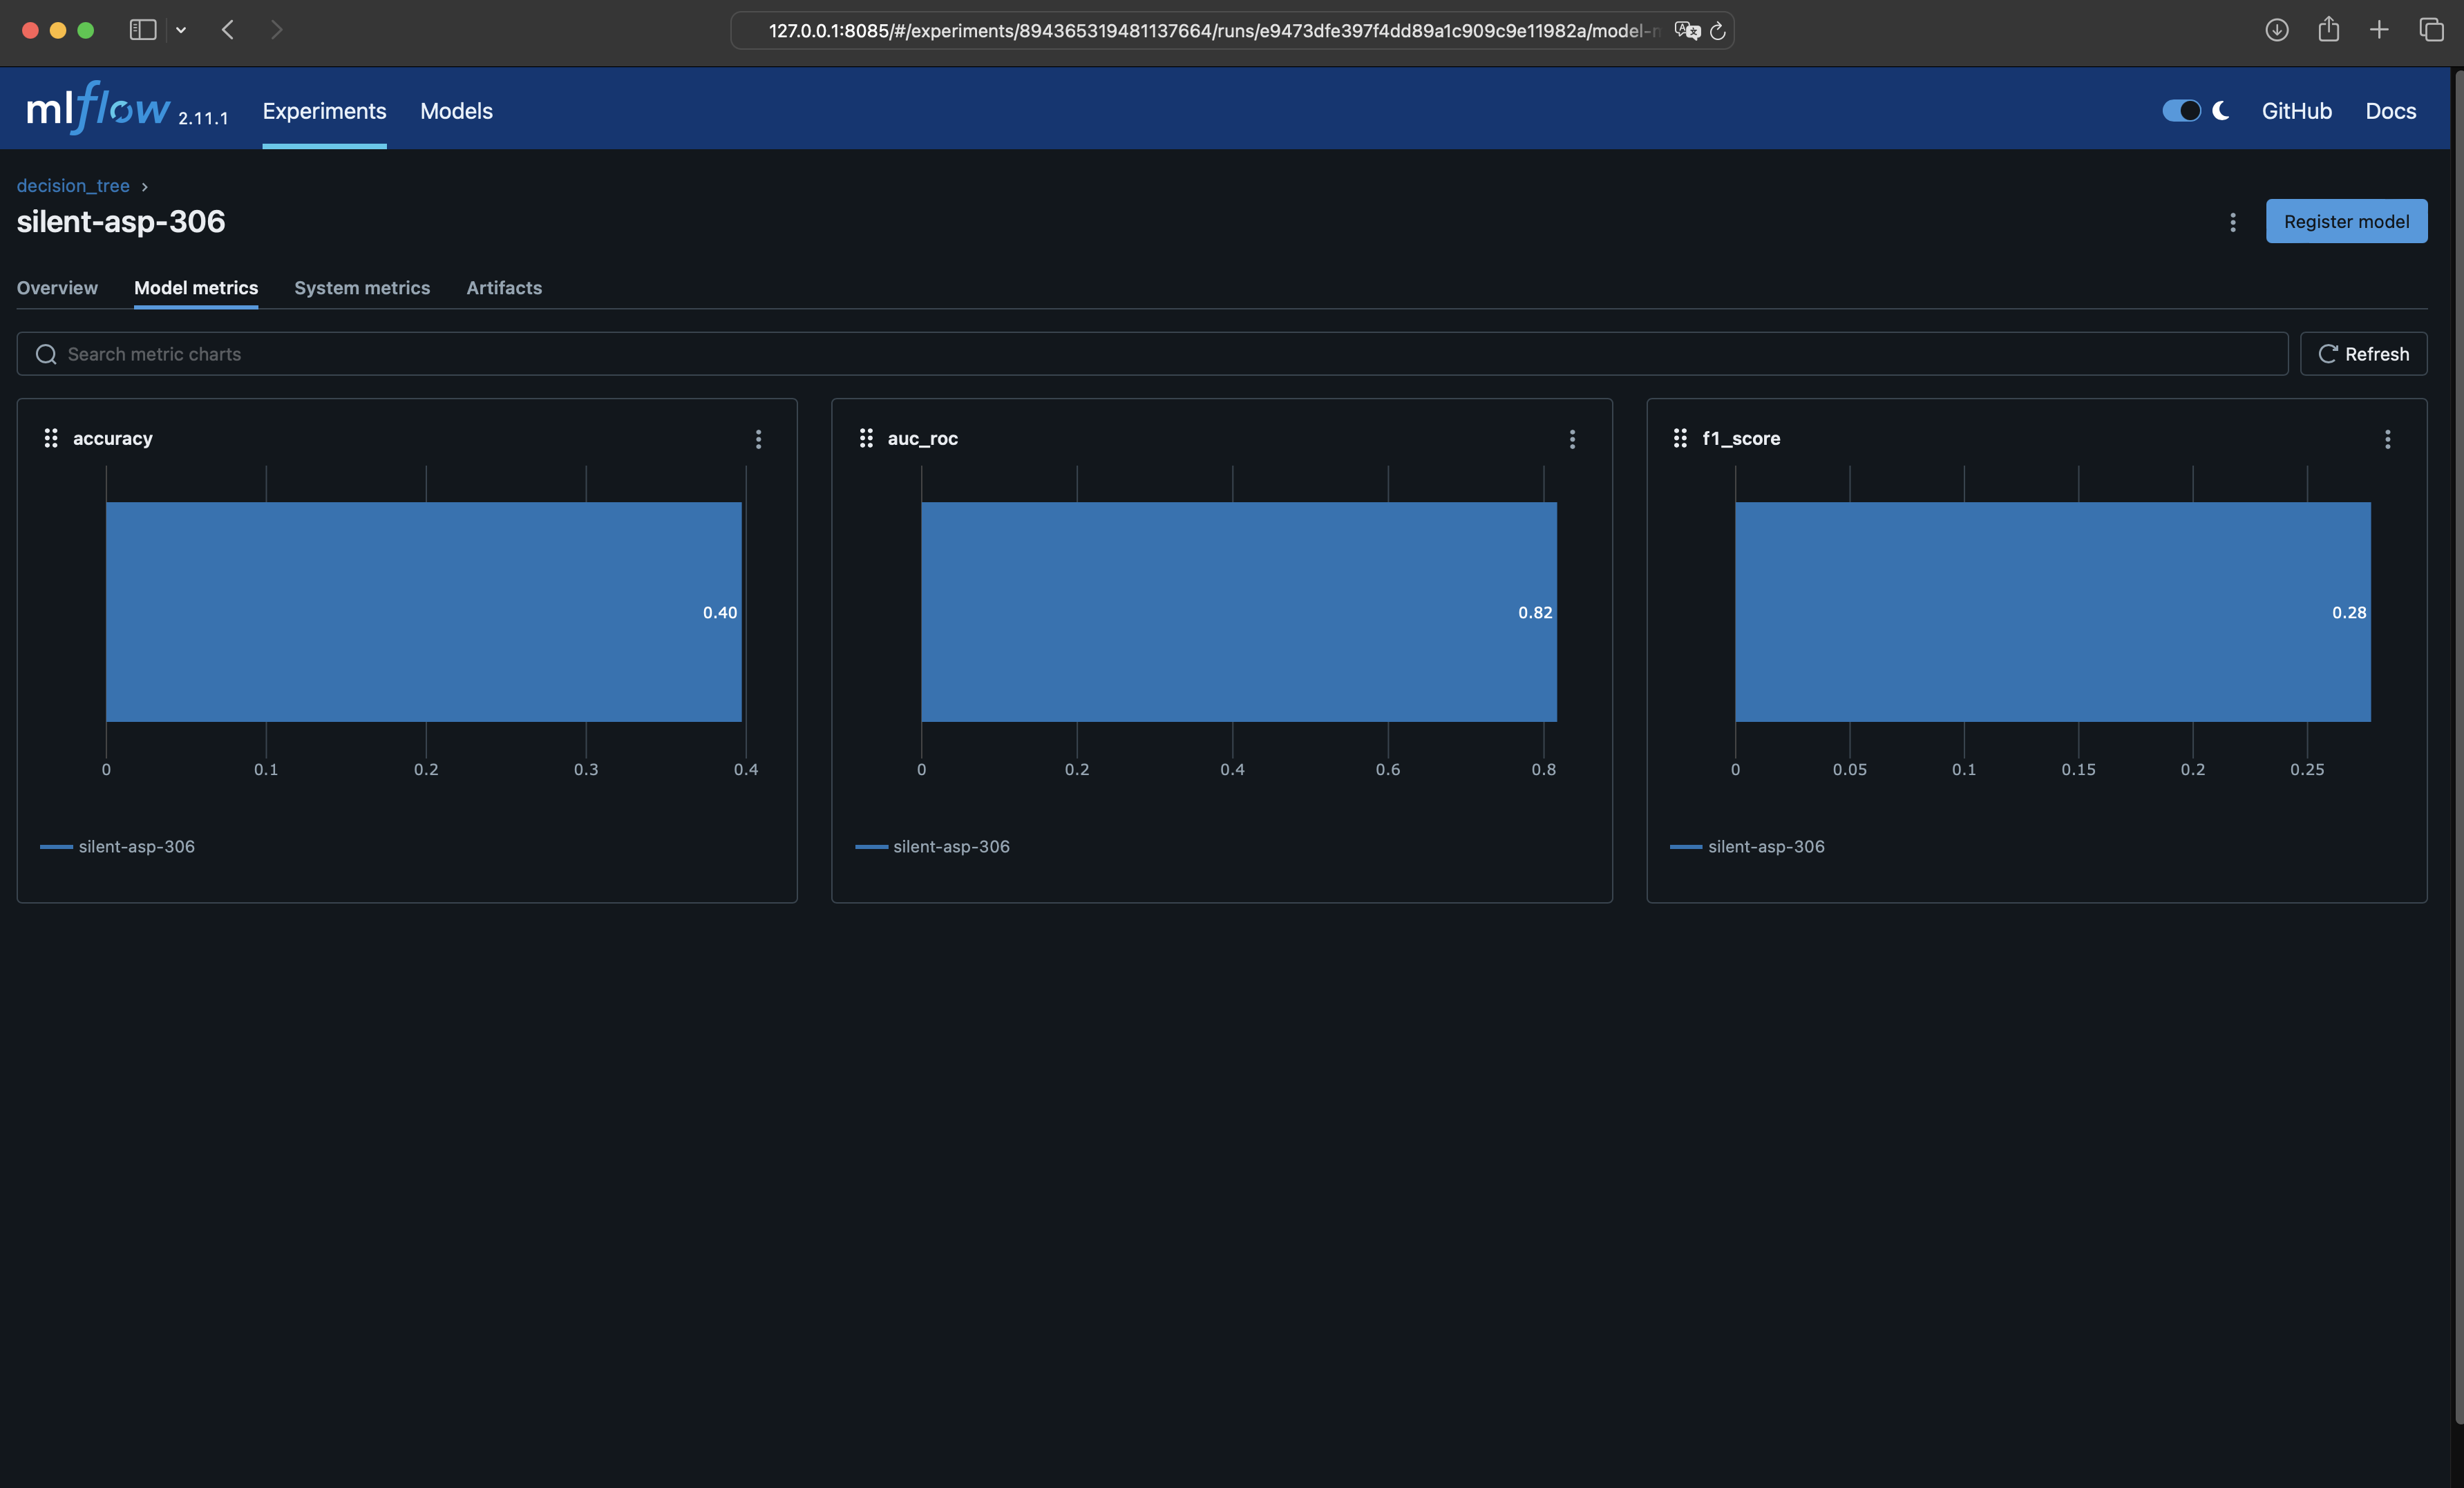 127.0.0.1:8085/#/experiments/894365319481137664/runs/e9473dfe397f4dd89a1c909c9e11982a/model-
mlflow 2.11.1 Experiments Models GitHub Docs
decision_tree
silent-asp-306
Register model
Overview Model metrics System metrics Artifacts
Search metric charts
Refresh
accuracy
0.40
0 0.1 0.2 0.3 0.4
silent-asp-306
auc_roc
0.82
0 0.2 0.4 0.6 0.8
silent-asp-306
f1_score
0.28
0 0.05 0.1 0.15 0.2 0.25
silent-asp-306